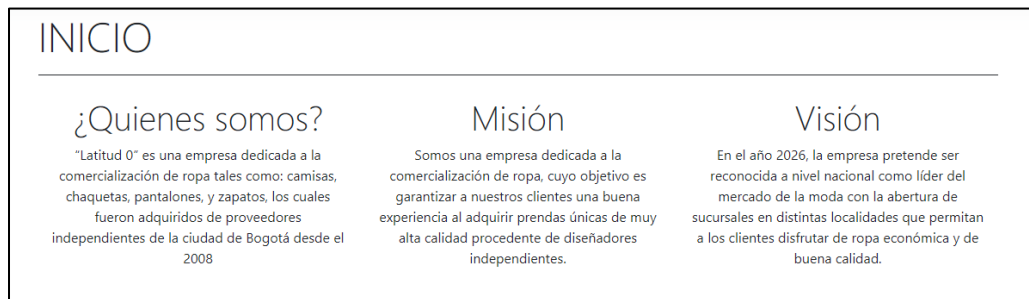 INICIO
¿Quienes somos?
"Latitud 0" es una empresa dedicada a la
comercialización de ropa tales como: camisas,
chaquetas, pantalones, y zapatos, los cuales
fueron adquiridos de proveedores
independientes de la ciudad de Bogotá desde el
2008
Misión
Somos una empresa dedicada a la
comercialización de ropa, cuyo objetivo es
garantizar a nuestros clientes una buena
experiencia al adquirir prendas únicas de muy
alta calidad procedente de diseñadores
independientes.
Visión
En el año 2026, la empresa pretende ser
reconocida a nivel nacional como líder del
mercado de la moda con la abertura de
sucursales en distintas localidades que permitan
a los clientes disfrutar de ropa económica y de
buena calidad.